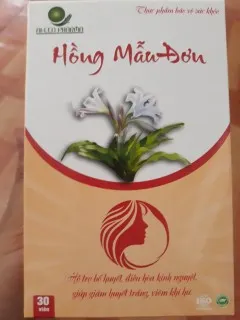 Thực phẩm bảo vệ sức khỏe
Hồng Mẫu Đơn
Hỗ trợ bổ huyết, điều hòa kinh nguyệt,
giúp giảm huyết trắng, viêm khí hư.
30
viên
ISO